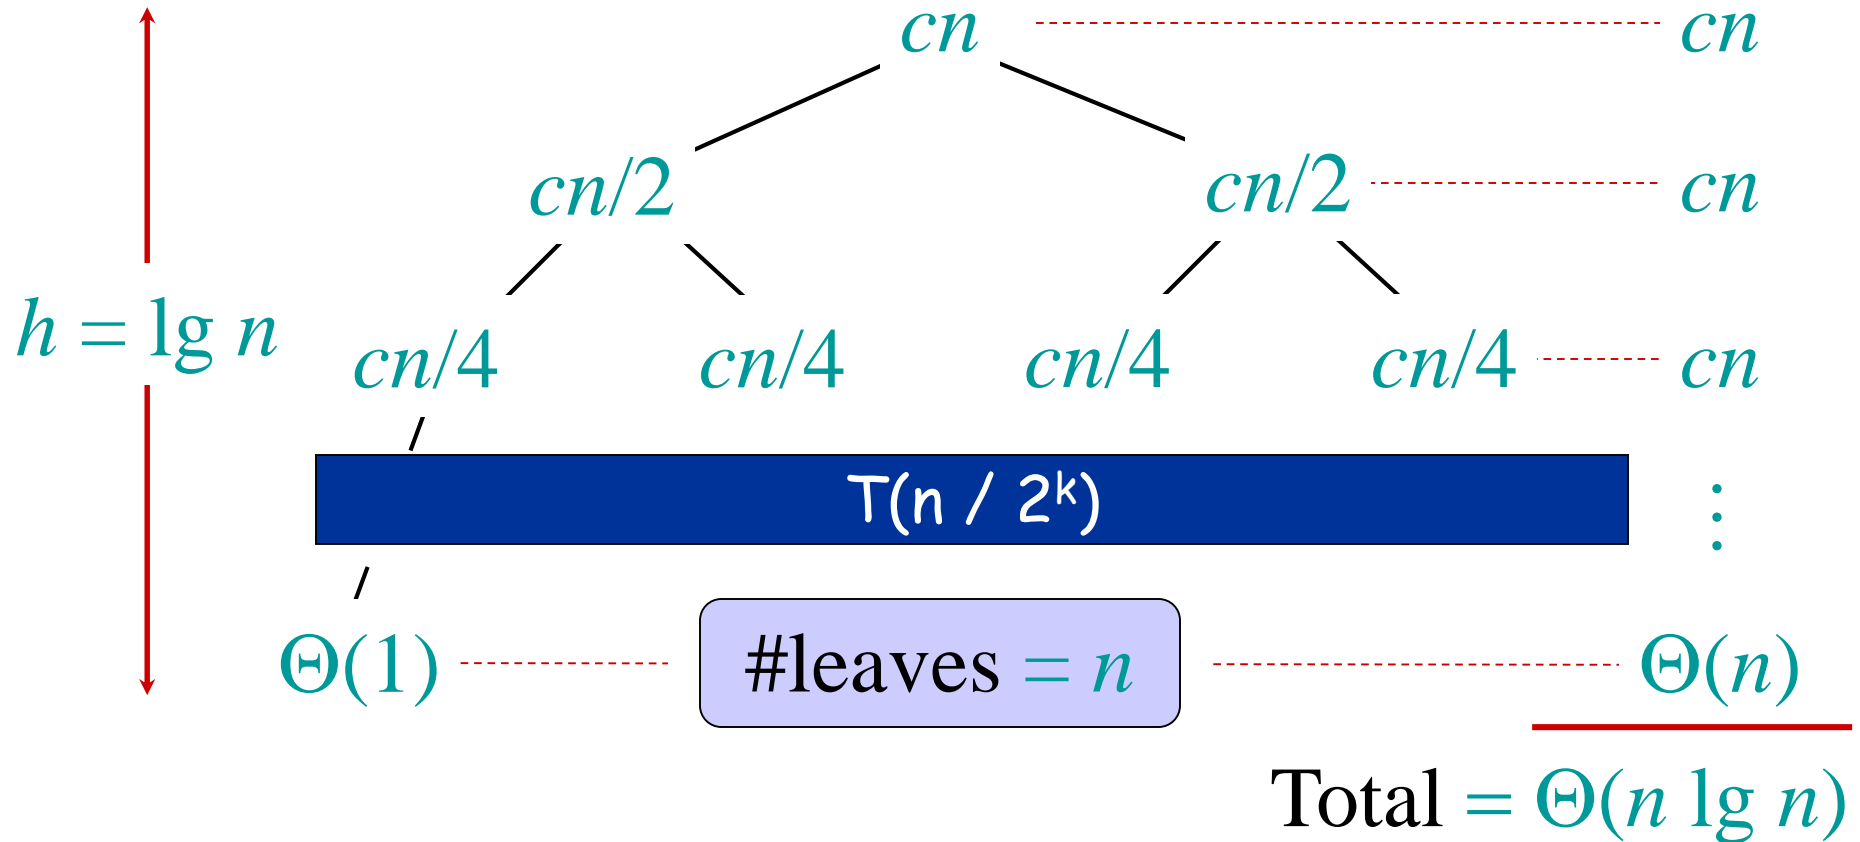 cn cn
cn/2 cn/2 cn
h = lg n cn/4 cn/4 cn/4 cn/4 cn
T(n / 2ᵏ) ⋮
Θ(1) #leaves = n Θ(n)
Total = Θ(n lg n)